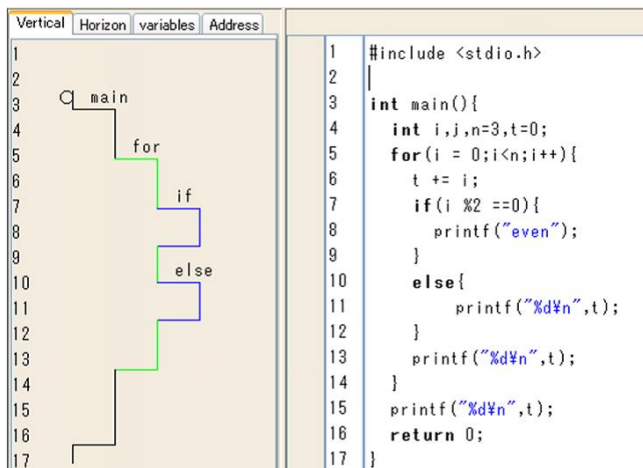 Vertical Horizon variables Address
1
2
3 main
4
5 for
6
7 if
8
9
10 else
11
12
13
14
15
16
17
1 #include <stdio.h>
2
3 int main(){
4 int i,j,n=3,t=0;
5 for(i = 0;i<n;i++){
6 t += i;
7 if(i %2 ==0){
8 printf("even");
9 }
10 else{
11 printf("%d¥n",t);
12 }
13 printf("%d¥n",t);
14 }
15 printf("%d¥n",t);
16 return 0;
17 }